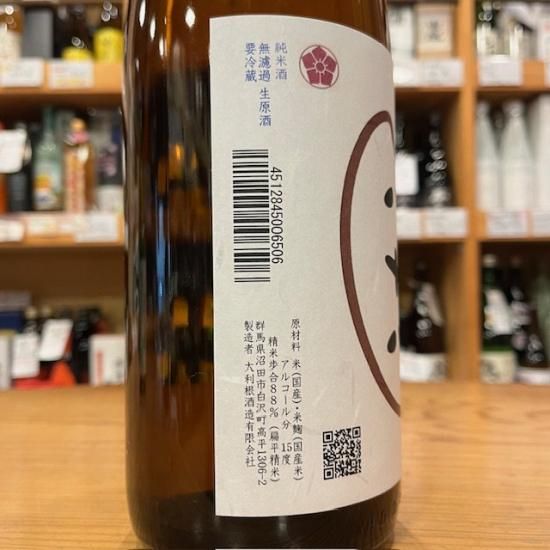 純米酒
無濾過 生原酒
要冷蔵
4512845006506
原材料 米(国産)・米麹(国産米)
アルコール分 15度
精米歩合88%(扁平精米)
群馬県沼田市白沢町高平1306-2
製造者 大利根酒造有限会社